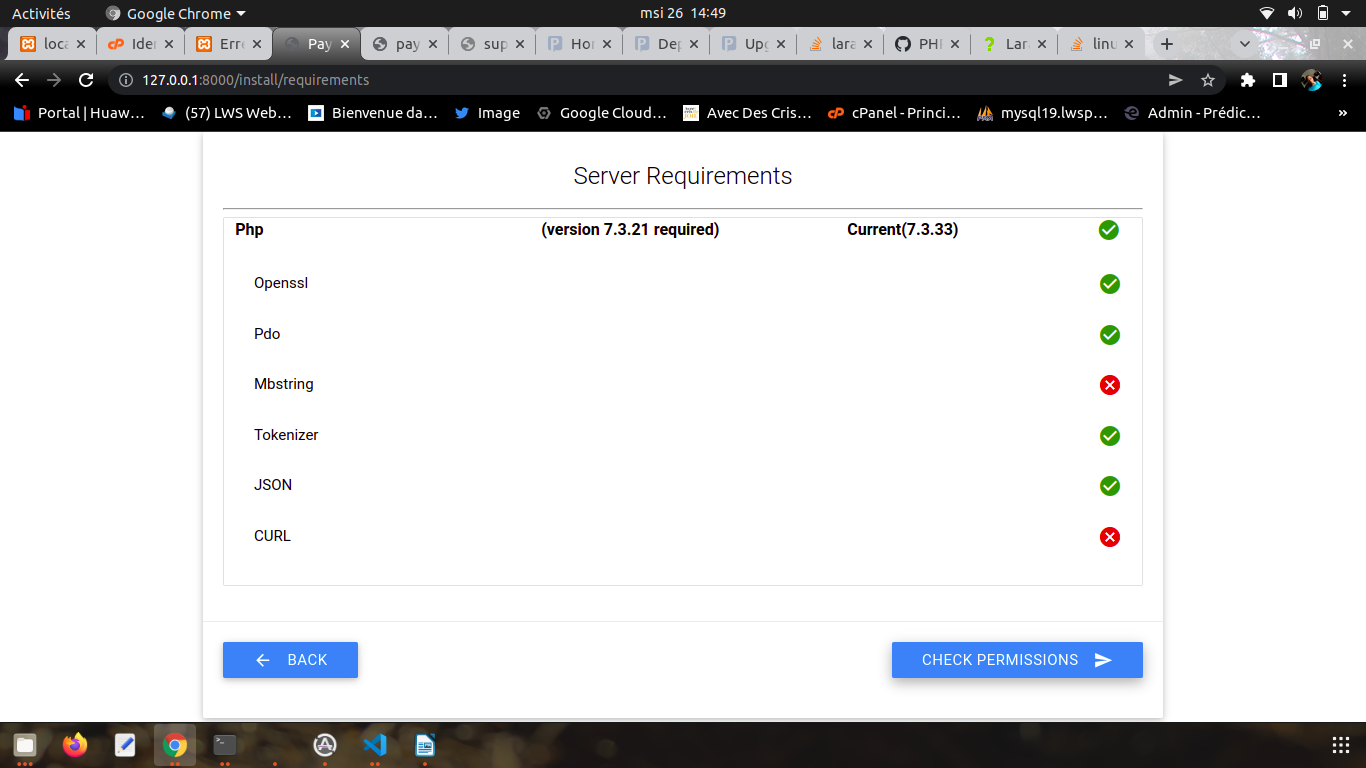 Activités Google Chrome msi 26 14:49
loca Iden Erre Pay pay sup Hor Dep Upg lara PHP Lara linu
127.0.0.1:8000/install/requirements
Portal | Huaw… (57) LWS Web… Bienvenue da… Image Google Cloud… Avec Des Cris… cPanel - Princi… mysql19.lwsp… Admin - Prédic… »
Server Requirements
Php (version 7.3.21 required) Current(7.3.33)
Openssl
Pdo
Mbstring
Tokenizer
JSON
CURL
BACK CHECK PERMISSIONS